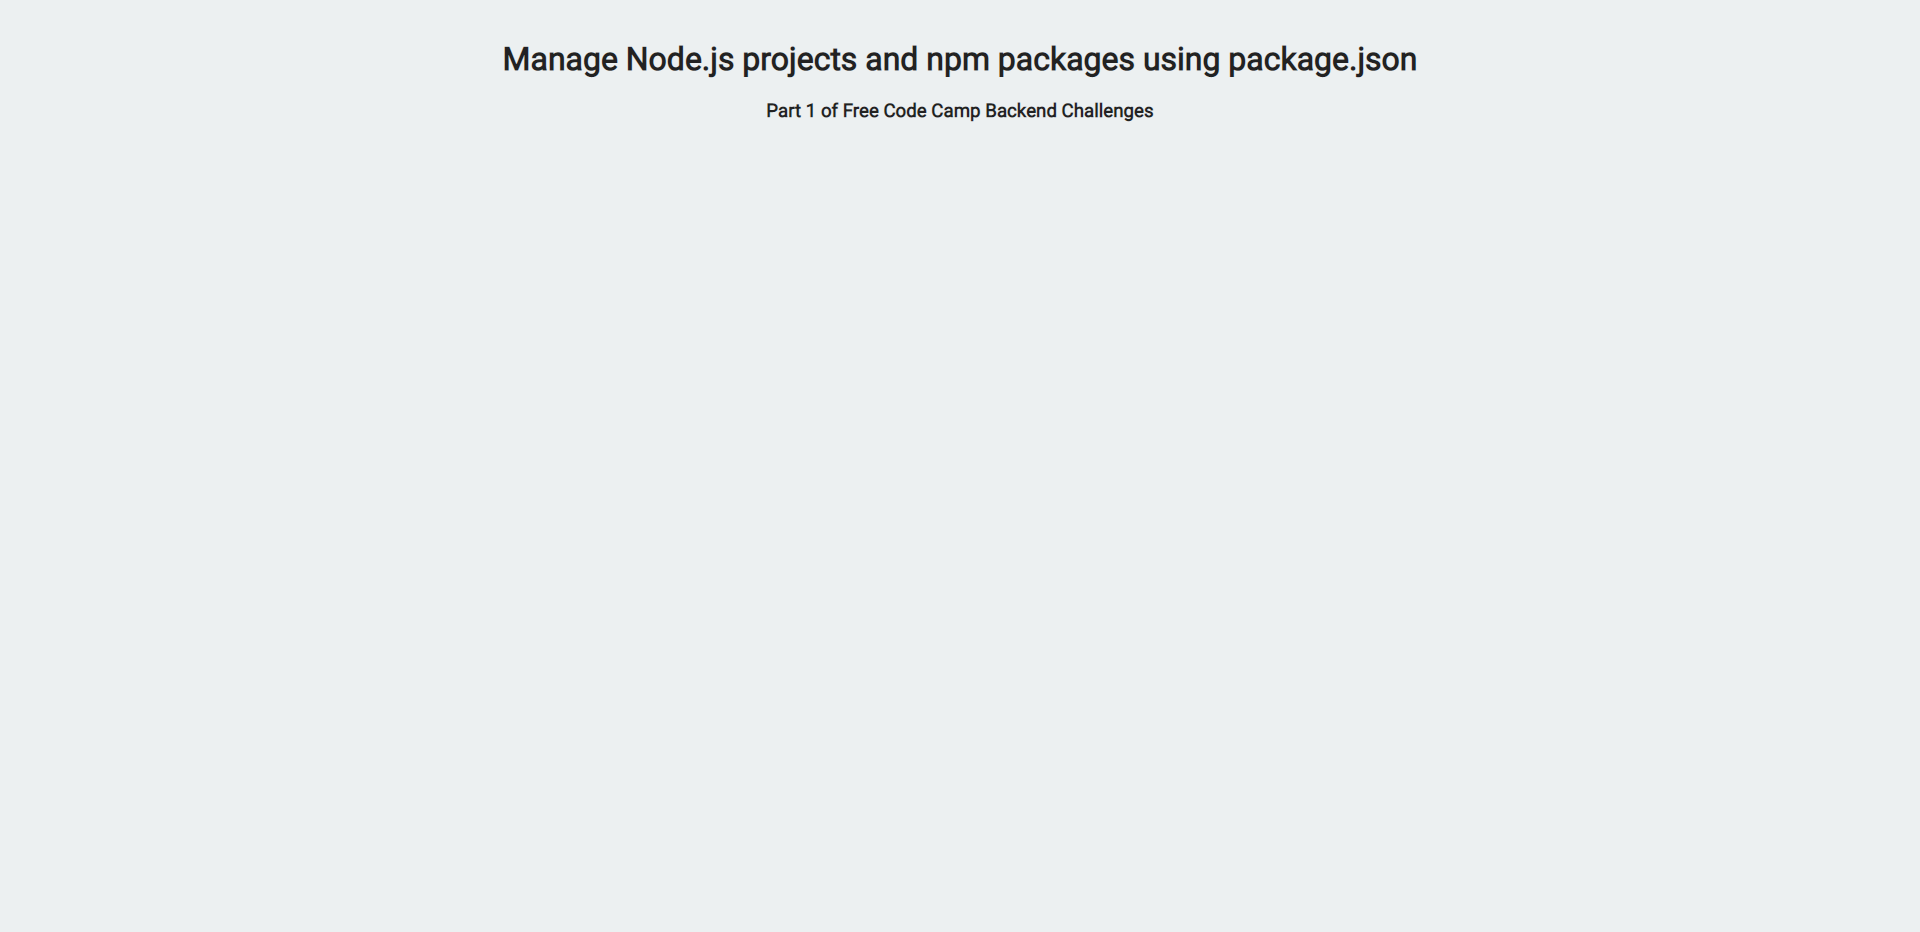 Manage Node.js projects and npm packages using package.json
Part 1 of Free Code Camp Backend Challenges